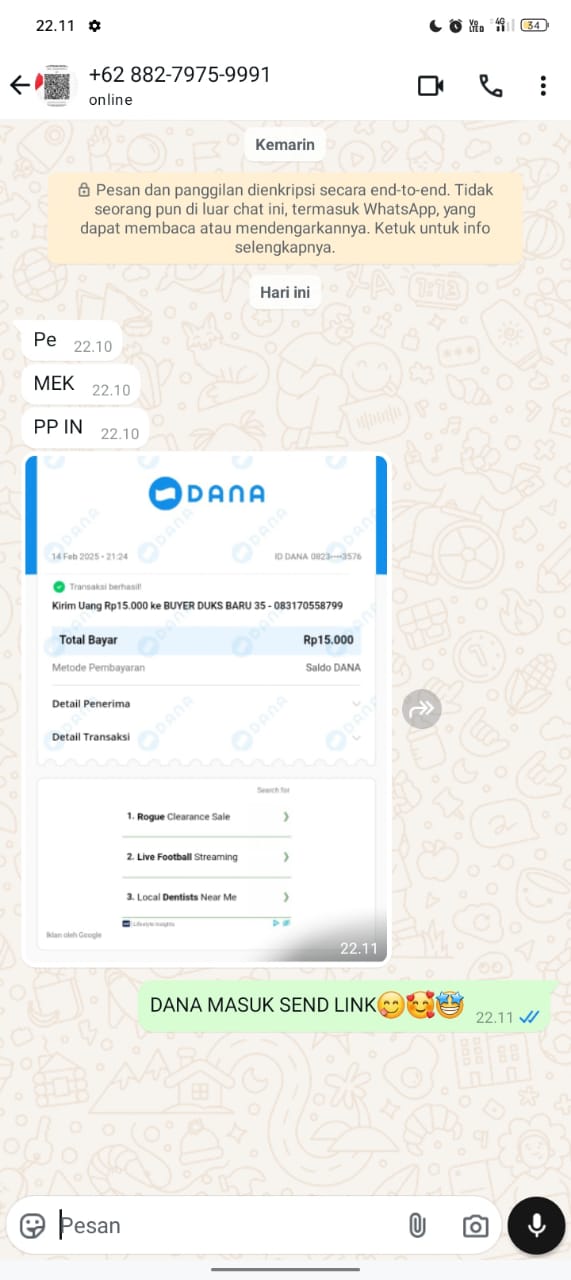 22.11
Vo LTE D 4G 34
+62 882-7975-9991
online
Kemarin
Pesan dan panggilan dienkripsi secara end-to-end. Tidak
seorang pun di luar chat ini, termasuk WhatsApp, yang
dapat membaca atau mendengarkannya. Ketuk untuk info
selengkapnya.
Hari ini
Pe 22.10
MEK 22.10
PP IN 22.10
DANA
14 Feb 2025 • 21:24 ID DANA 0823····3576
Transaksi berhasil!
Kirim Uang Rp15.000 ke BUYER DUKS BARU 35 - 083170558799
Total Bayar Rp15.000
Metode Pembayaran Saldo DANA
Detail Penerima
Detail Transaksi
Search for
1. Rogue Clearance Sale
2. Live Football Streaming
3. Local Dentists Near Me
Lifestyle Insights
Iklan oleh Google
22.11
DANA MASUK SEND LINK😋🥰🤩 22.11
Pesan